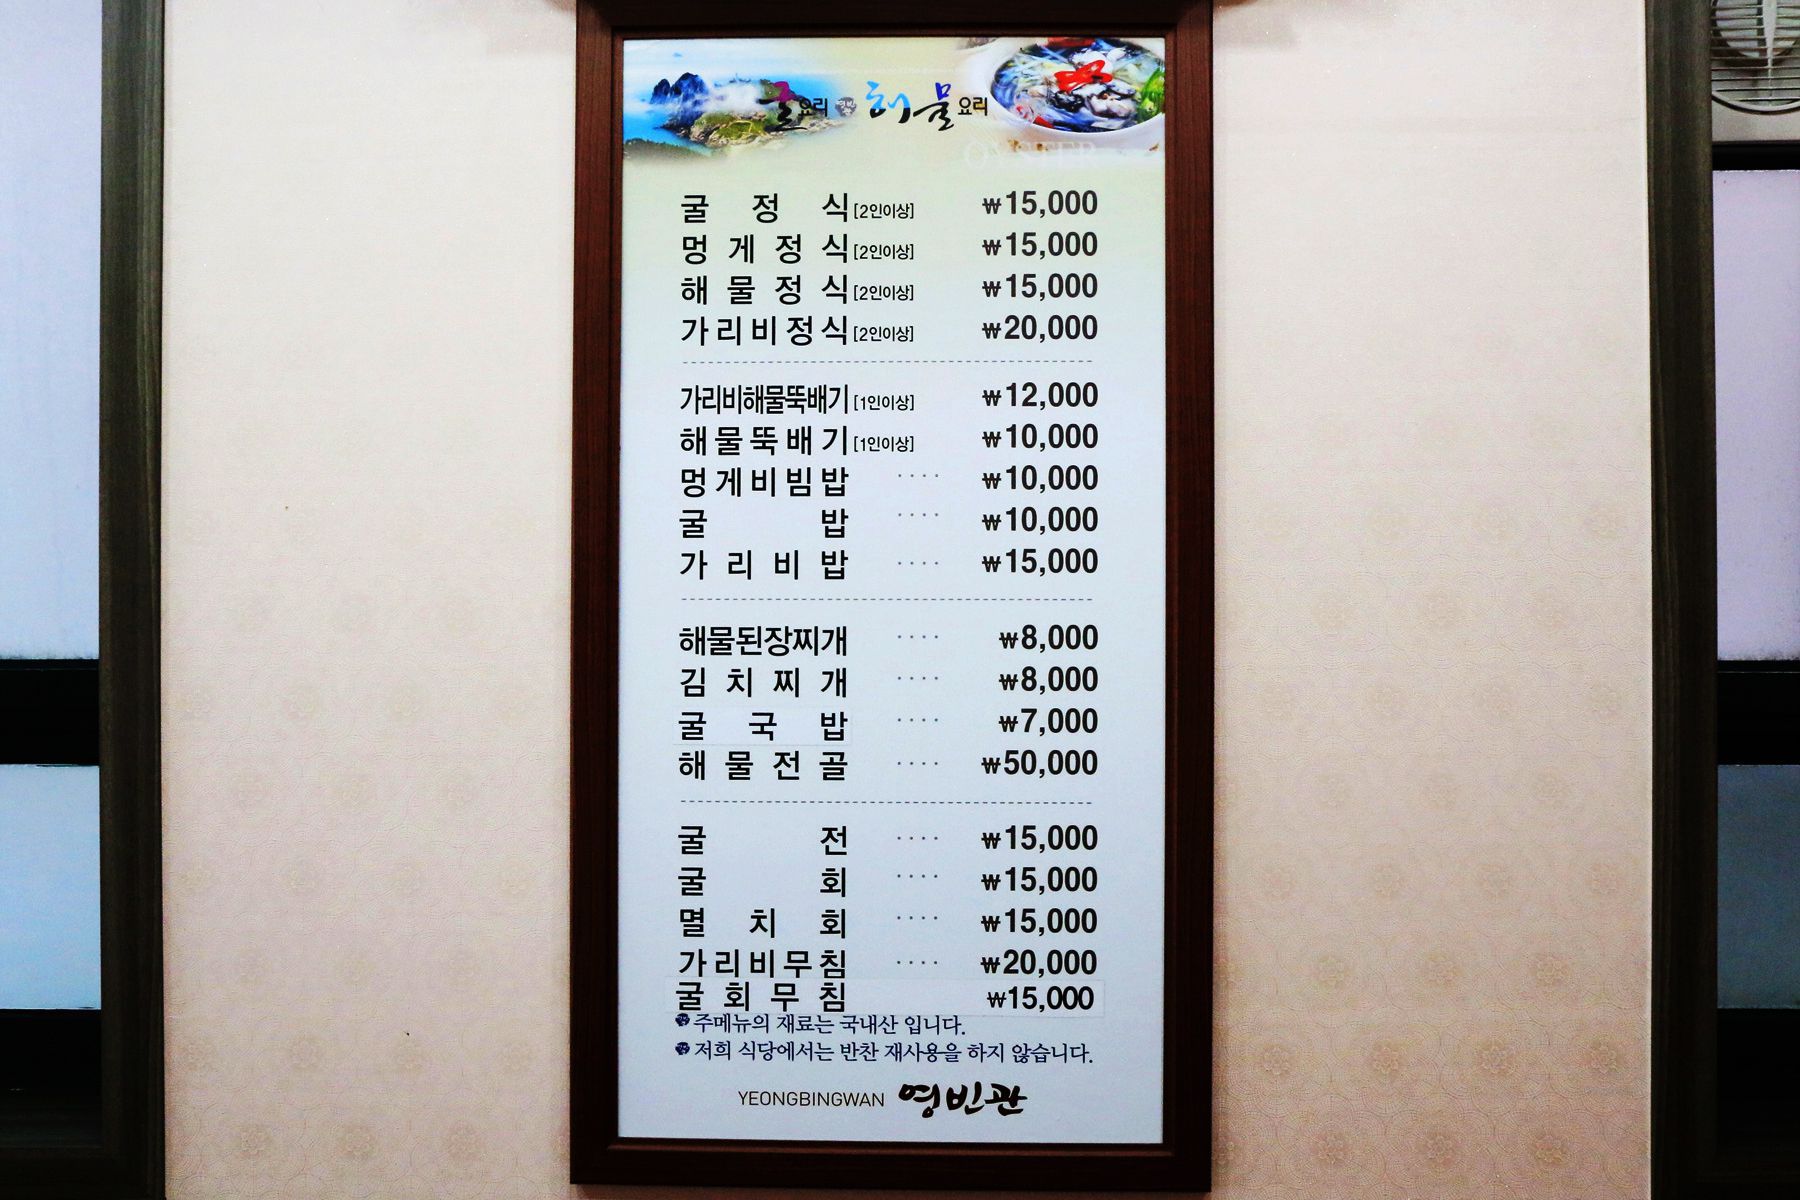 굴요리 해물요리
굴정식[2인이상] ₩15,000
멍게정식[2인이상] ₩15,000
해물정식[2인이상] ₩15,000
가리비정식[2인이상] ₩20,000
가리비해물뚝배기[1인이상] ₩12,000
해물뚝배기[1인이상] ₩10,000
멍게비빔밥 ···· ₩10,000
굴밥 ···· ₩10,000
가리비밥 ···· ₩15,000
해물된장찌개 ···· ₩8,000
김치찌개 ···· ₩8,000
굴국밥 ···· ₩7,000
해물전골 ···· ₩50,000
굴전 ···· ₩15,000
굴회 ···· ₩15,000
멸치회 ···· ₩15,000
가리비무침 ···· ₩20,000
굴회무침 ₩15,000
주메뉴의 재료는 국내산 입니다.
저희 식당에서는 반찬 재사용을 하지 않습니다.
YEONGBINGWAN 영빈관